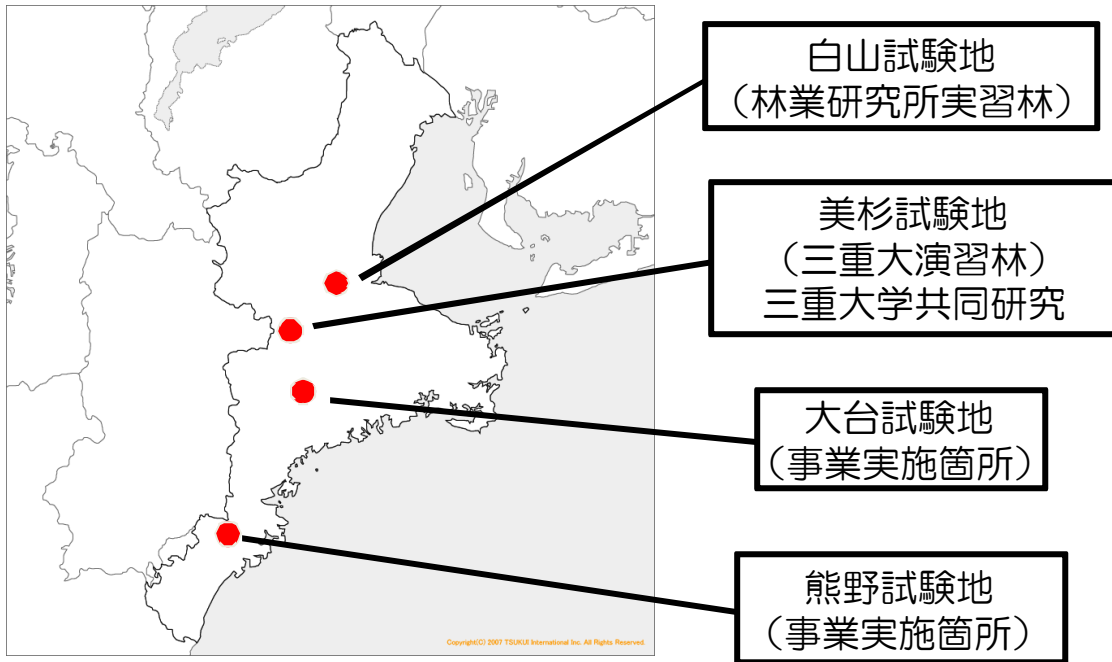 白山試験地
（林業研究所実習林）
美杉試験地
（三重大演習林）
三重大学共同研究
大台試験地
（事業実施箇所）
熊野試験地
（事業実施箇所）
Copyright(C) 2007 TSUKUI International Inc. All Rights Reserved.